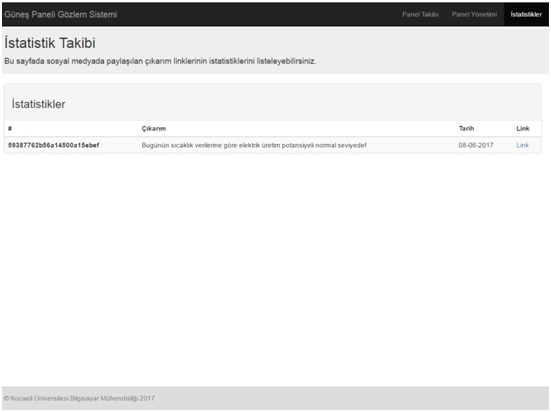 Güneş Paneli Gözlem Sistemi Panel Takibi Panel Yönetimi İstatistikler
İstatistik Takibi
Bu sayfada sosyal medyada paylaşılan çıkarım linklerinin istatistiklerini listeleyebilirsiniz.
İstatistikler
# Çıkarım Tarih Link
59387762b56a14500a15ebef Bugünün sıcaklık verilerine göre elektrik üretim potansiyeli normal seviyede! 08-06-2017 Link
© Kocaeli Üniversitesi Bilgisayar Mühendisliği 2017